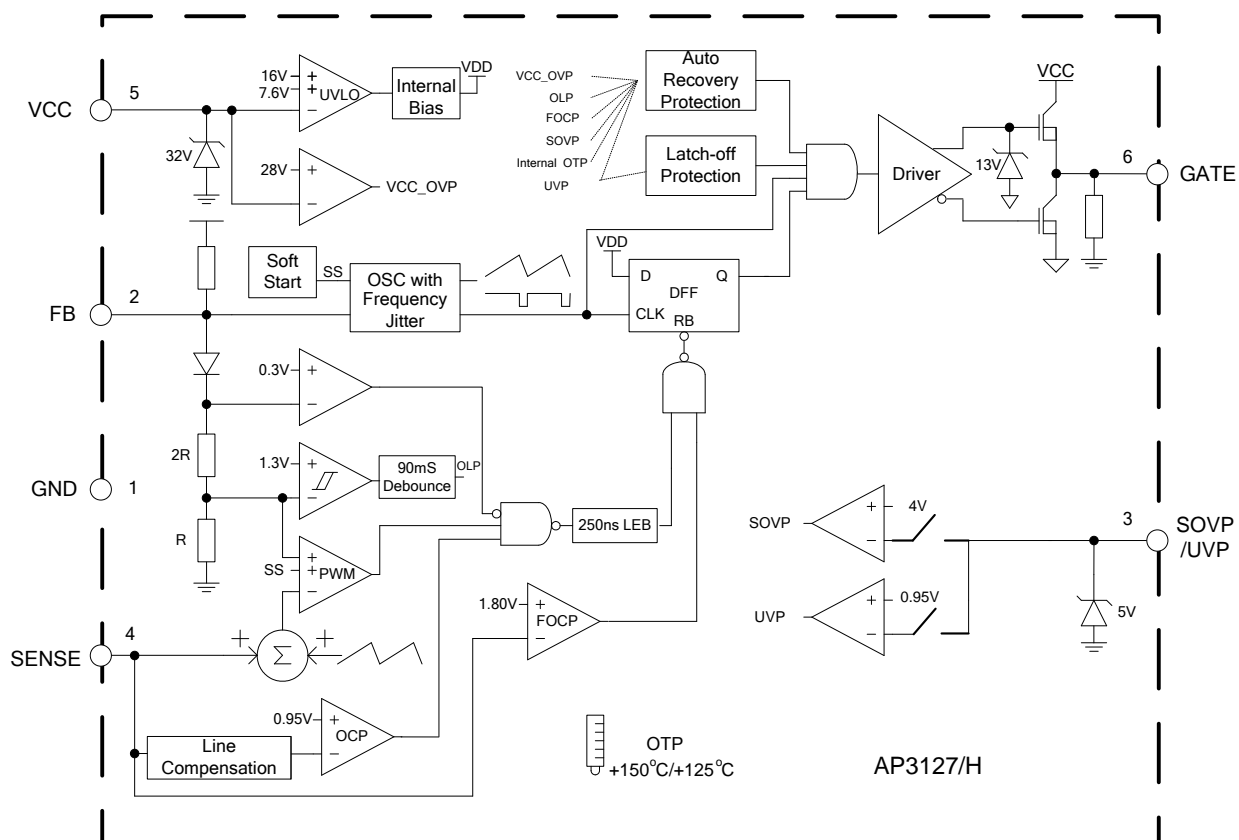 VCC
5
16V
7.6V
+
+
−
UVLO
Internal
Bias
VDD
32V
28V
+
−
VCC_OVP
VCC_OVP
OLP
FOCP
SOVP
Internal OTP
UVP
Auto
Recovery
Protection
Latch-off
Protection
Driver
VCC
13V
6
GATE
Soft
Start
SS
OSC with
Frequency
Jitter
VDD
D
Q
DFF
CLK
RB
FB
2
0.3V
+
−
2R
1.3V
+
−
90mS
Debounce
OLP
GND
1
R
SS
+
+
−
PWM
250ns LEB
SOVP
+
−
4V
3
SOVP
/UVP
UVP
+
−
0.95V
5V
1.80V
+
−
FOCP
SENSE
4
+
Σ
+
0.95V
+
−
OCP
Line
Compensation
OTP
+150°C/+125°C
AP3127/H